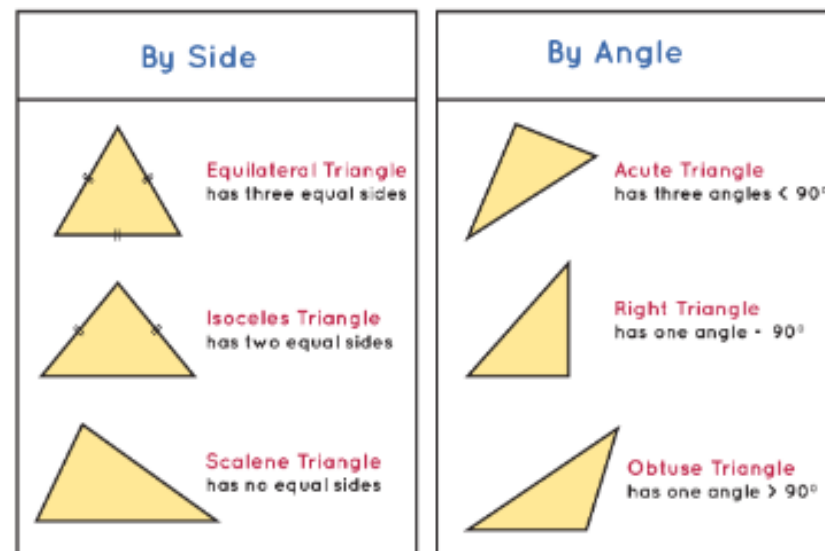 By Side
Equilateral Triangle
has three equal sides
Isoceles Triangle
has two equal sides
Scalene Triangle
has no equal sides
By Angle
Acute Triangle
has three angles < 90°
Right Triangle
has one angle - 90°
Obtuse Triangle
has one angle > 90°